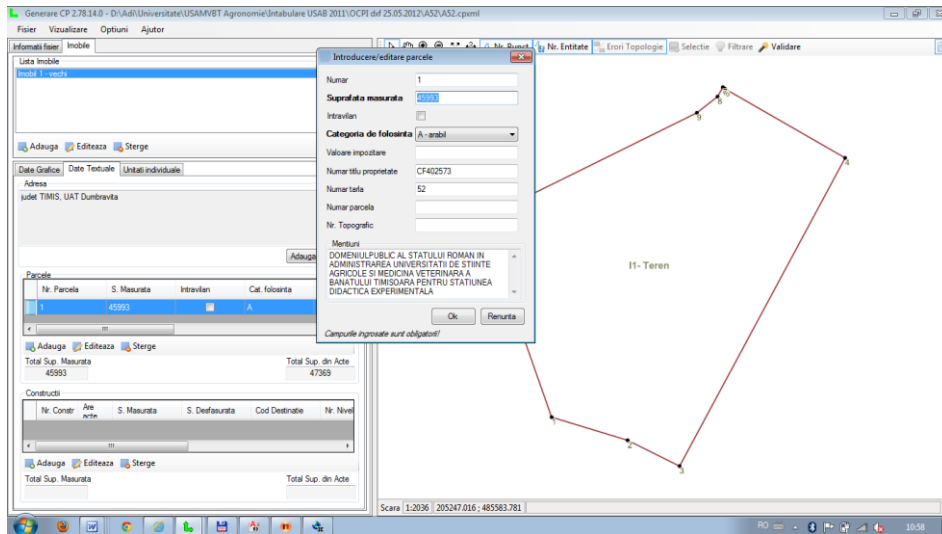 Generare CP 2.78.14.0 - D:\Adi\Universitate\USAMVBT Agronomie\Intabulare USAB 2011\OCPI dxf 25.05.2012\A52\A52.cpxml
Fisier Vizualizare Optiuni Ajutor
Informatii fisier Imobile
Nr. Punct Nr. Entitate Erori Topologie Selectie Filtrare Validare
Lista Imobile
Imobil 1 - vechi
Adauga Editeaza Sterge
Date Grafice Date Textuale Unitati individuale
Adresa
judet TIMIS, UAT Dumbravita
Adauga
Parcele
Nr. Parcela S. Masurata Intravilan Cat. folosinta
1 45993 A
Adauga Editeaza Sterge
Total Sup. Masurata Total Sup. din Acte
45993 47369
Constructii
Nr. Constr Are acte S. Masurata S. Desfasurata Cod Destinatie Nr. Nivel
Adauga Editeaza Sterge
Total Sup. Masurata Total Sup. din Acte
Introducere/editare parcele
Numar 1
Suprafata masurata 45993
Intravilan
Categoria de folosinta A - arabil
Valoare impozitare
Numar titlu proprietate CF402573
Numar tarla 52
Numar parcela
Nr. Topografic
Mentiuni
DOMENIULPUBLIC AL STATULUI ROMAN IN
ADMINISTRAREA UNIVERSITATII DE STIINTE
AGRICOLE SI MEDICINA VETERINARA A
BANATULUI TIMISOARA PENTRU STATIUNEA
DIDACTICA EXPERIMENTALA
Ok Renunta
Campurile ingrosate sunt obligatorii!
8
9
4
I1- Teren
1
2
3
Scara 1:2036 205247.016 ; 485583.781
RO 10:58